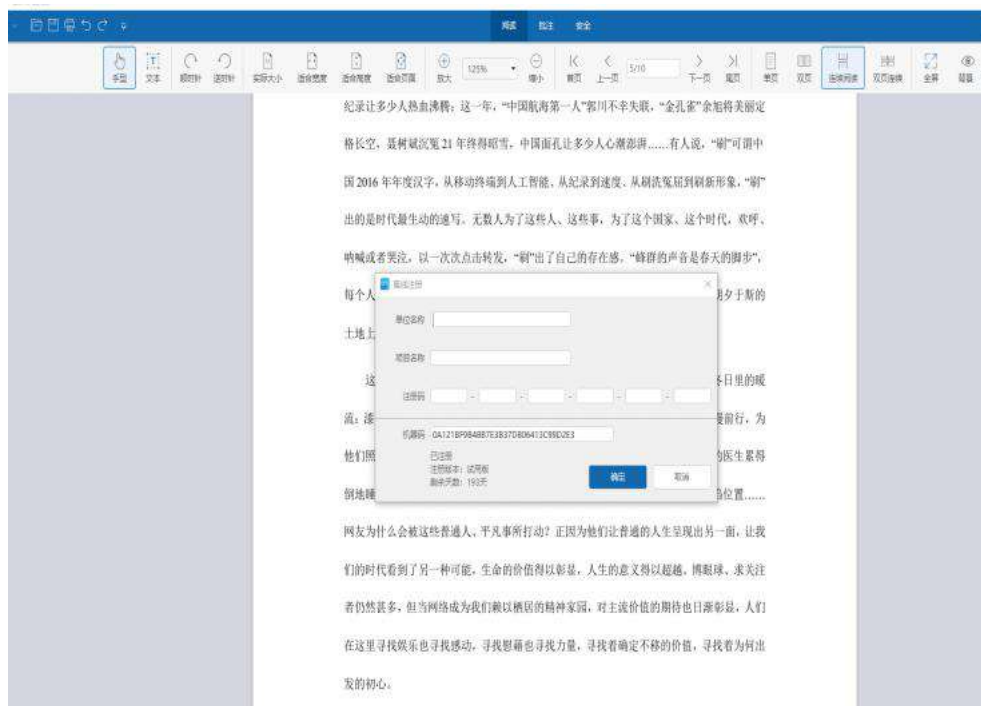 阅读 批注 安全
手型 文本 顺时针 逆时针 实际大小 适合宽度 适合高度 适合页面 放大 125% 缩小 首页 上一页 5/10 下一页 尾页 单页 双页 连续阅读 双页连续 全屏
纪录让多少人热血沸腾；这一年，“中国航海第一人”郭川不幸失联，“金孔雀”余旭将美丽定
格长空，聂树斌沉冤 21 年终得昭雪，中国面孔让多少人心潮澎湃......有人说，“刷”可谓中
国 2016 年年度汉字，从移动终端到人工智能、从纪录到速度、从刷洗冤屈到刷新形象，“刷”
出的是时代最生动的速写。无数人为了这些人、这些事，为了这个国家、这个时代，欢呼、
呐喊或者哭泣，以一次次点击转发，“刷”出了自己的存在感。“蜂群的声音是春天的脚步”，
每个人
朝夕于斯的
离线注册
单位名称
土地上
项目名称
这
冬日里的暖
注册码 - - - - -
流：漆
慢前行，为
机器码
他们照
的医生累得
已注册
注册版本：试用版
剩余天数：193天
确定 取消
倒地睡
位置......
网友为什么会被这些普通人、平凡事所打动？正因为他们让普通的人生呈现出另一面，让我
们的时代看到了另一种可能，生命的价值得以彰显，人生的意义得以超越。博眼球、求关注
者仍然甚多，但当网络成为我们赖以栖居的精神家园，对主流价值的期待也日渐彰显，人们
在这里寻找娱乐也寻找感动，寻找慰藉也寻找力量，寻找着确定不移的价值，寻找着为何出
发的初心。